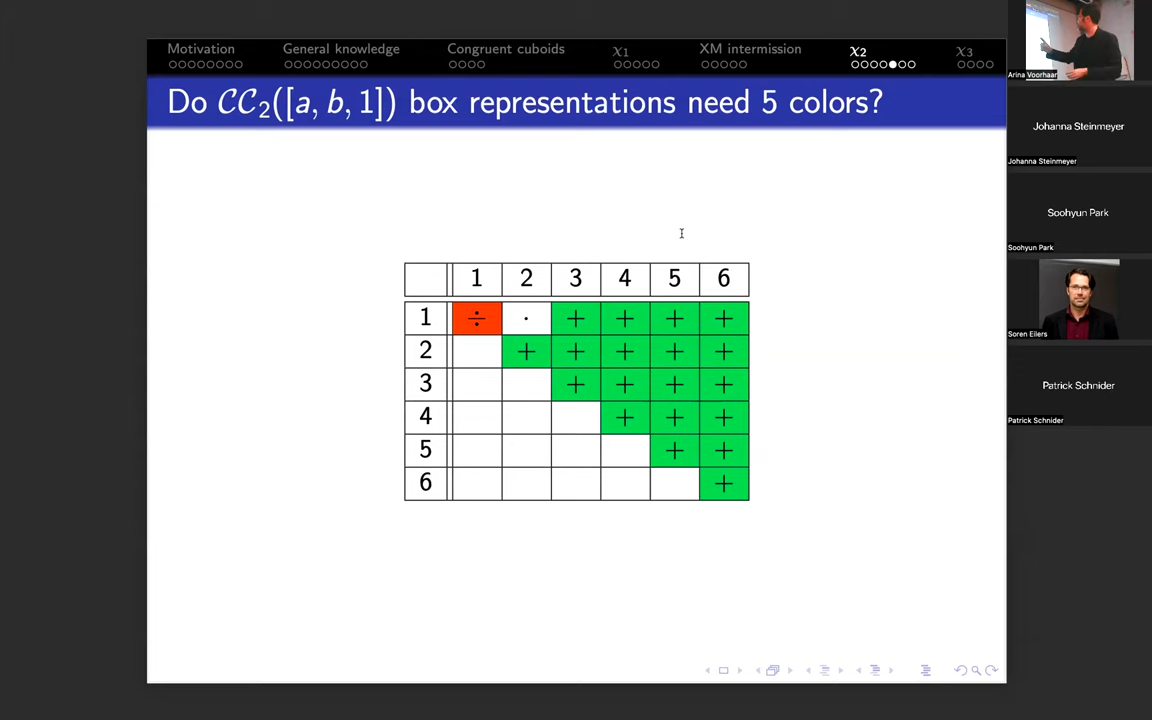 Motivation General knowledge Congruent cuboids χ1 XM intermission χ2 χ3
Do CC2([a, b, 1]) box representations need 5 colors?
1 2 3 4 5 6
1 ÷ · + + + +
2 + + + + +
3 + + + +
4 + + +
5 + +
6 +
Arina Voorhaar
Johanna Steinmeyer
Johanna Steinmeyer
Soohyun Park
Soohyun Park
Soren Eilers
Patrick Schnider
Patrick Schnider